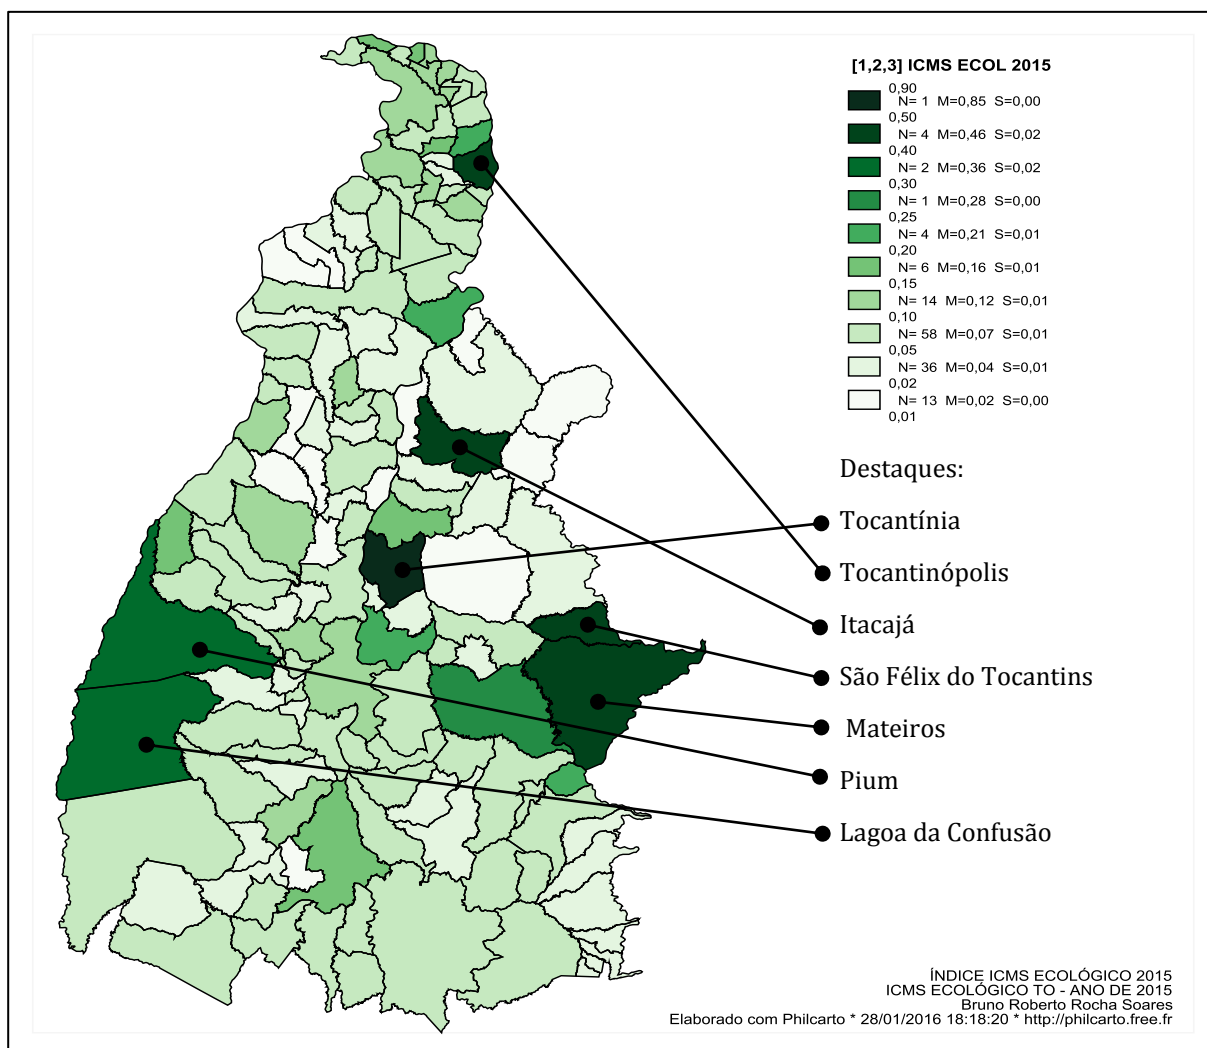 [1,2,3] ICMS ECOL 2015
0,90
N= 1 M=0,85 S=0,00
0,50
N= 4 M=0,46 S=0,02
0,40
N= 2 M=0,36 S=0,02
0,30
N= 1 M=0,28 S=0,00
0,25
N= 4 M=0,21 S=0,01
0,20
N= 6 M=0,16 S=0,01
0,15
N= 14 M=0,12 S=0,01
0,10
N= 58 M=0,07 S=0,01
0,05
N= 36 M=0,04 S=0,01
0,02
N= 13 M=0,02 S=0,00
0,01
Destaques:
Tocantínia
Tocantinópolis
Itacajá
São Félix do Tocantins
Mateiros
Pium
Lagoa da Confusão
ÍNDICE ICMS ECOLÓGICO 2015
ICMS ECOLÓGICO TO - ANO DE 2015
Bruno Roberto Rocha Soares
Elaborado com Philcarto * 28/01/2016 18:18:20 * http://philcarto.free.fr